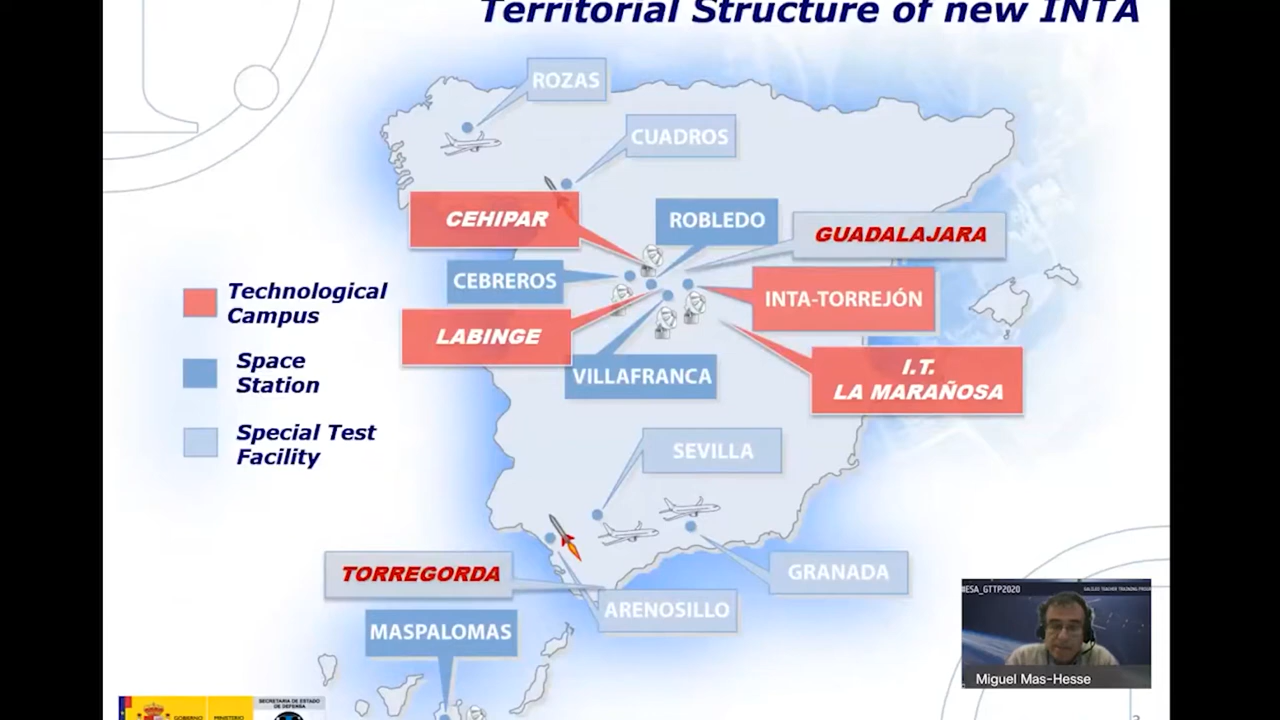 Territorial Structure of new INTA
ROZAS
CUADROS
CEHIPAR
ROBLEDO
GUADALAJARA
CEBREROS
INTA-TORREJÓN
Technological
Campus
LABINGE
Space
Station
VILLAFRANCA
I.T.
LA MARAÑOSA
Special Test
Facility
SEVILLA
TORREGORDA
GRANADA
ARENOSILLO
MASPALOMAS
#ESA_GTTP2020
GALILEO TEACHER TRAINING PROG
Miguel Mas-Hesse
GOBIERNO
MINISTERIO
SECRETARIA DE ESTADO
DE DEFENSA